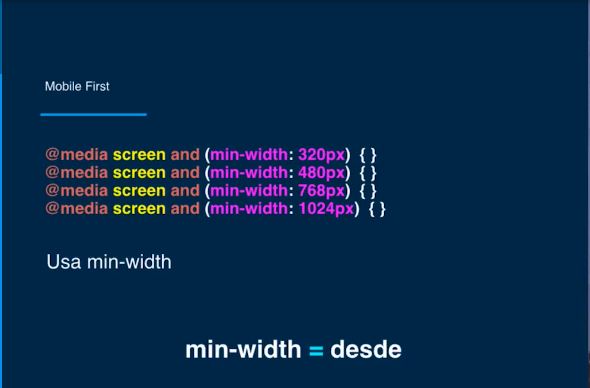 Mobile First
@media screen and (min-width: 320px) { }
@media screen and (min-width: 480px) { }
@media screen and (min-width: 768px) { }
@media screen and (min-width: 1024px) { }
Usa min-width
min-width = desde